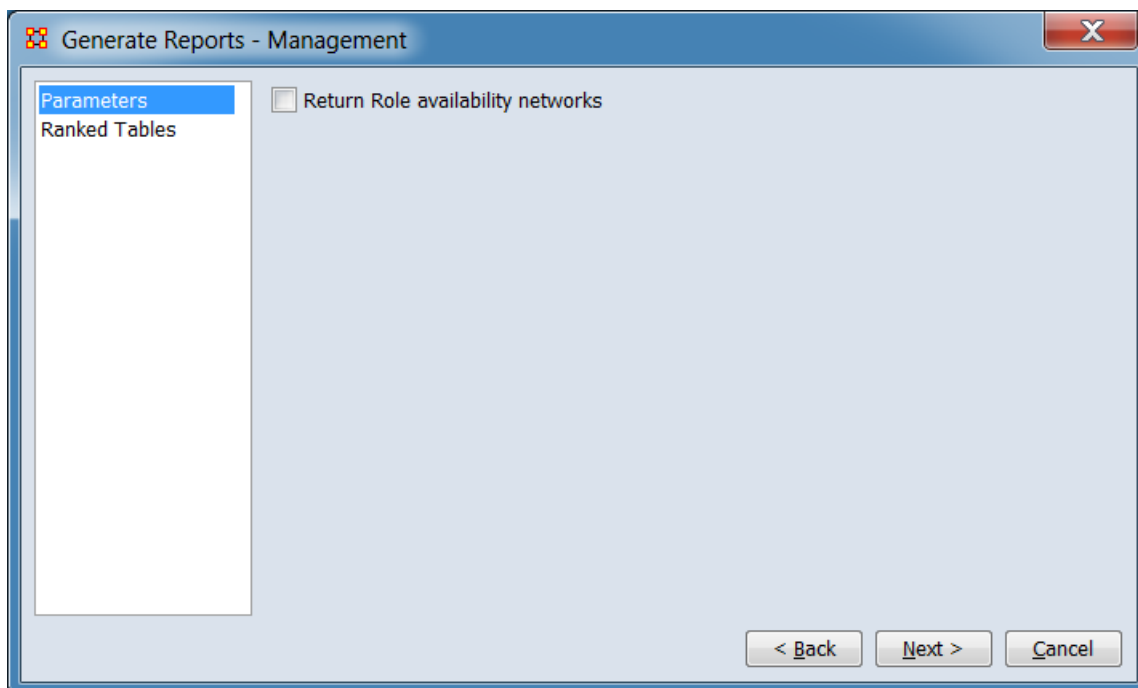 Generate Reports - Management
Parameters
Ranked Tables
Return Role availability networks
< Back
Next >
Cancel